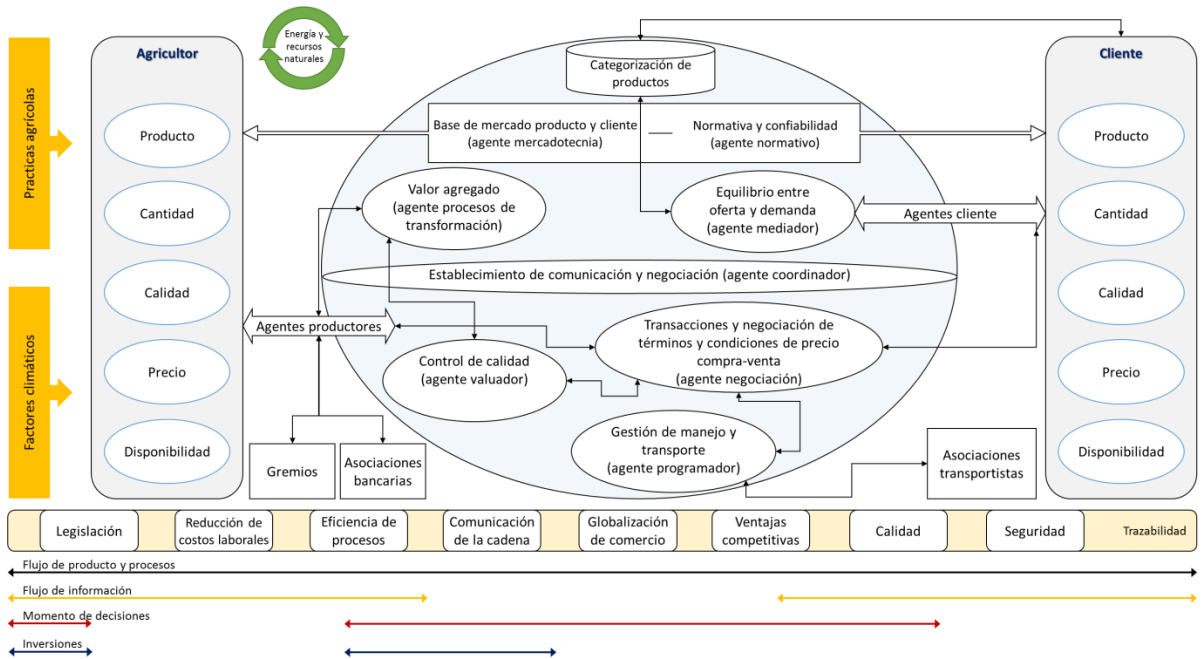 Energía y
recursos
naturales
Practicas agrícolas
Factores climáticos
Agricultor
Producto
Cantidad
Calidad
Precio
Disponibilidad
Categorización de
productos
Base de mercado producto y cliente
(agente mercadotecnia)
Normativa y confiabilidad
(agente normativo)
Valor agregado
(agente procesos de
transformación)
Equilibrio entre
oferta y demanda
(agente mediador)
Agentes cliente
Establecimiento de comunicación y negociación (agente coordinador)
Agentes productores
Transacciones y negociación de
términos y condiciones de precio
compra-venta
(agente negociación)
Control de calidad
(agente valuador)
Gestión de manejo y
transporte
(agente programador)
Gremios
Asociaciones
bancarias
Asociaciones
transportistas
Cliente
Producto
Cantidad
Calidad
Precio
Disponibilidad
Legislación
Reducción de
costos laborales
Eficiencia de
procesos
Comunicación
de la cadena
Globalización
de comercio
Ventajas
competitivas
Calidad
Seguridad
Trazabilidad
Flujo de producto y procesos
Flujo de información
Momento de decisiones
Inversiones